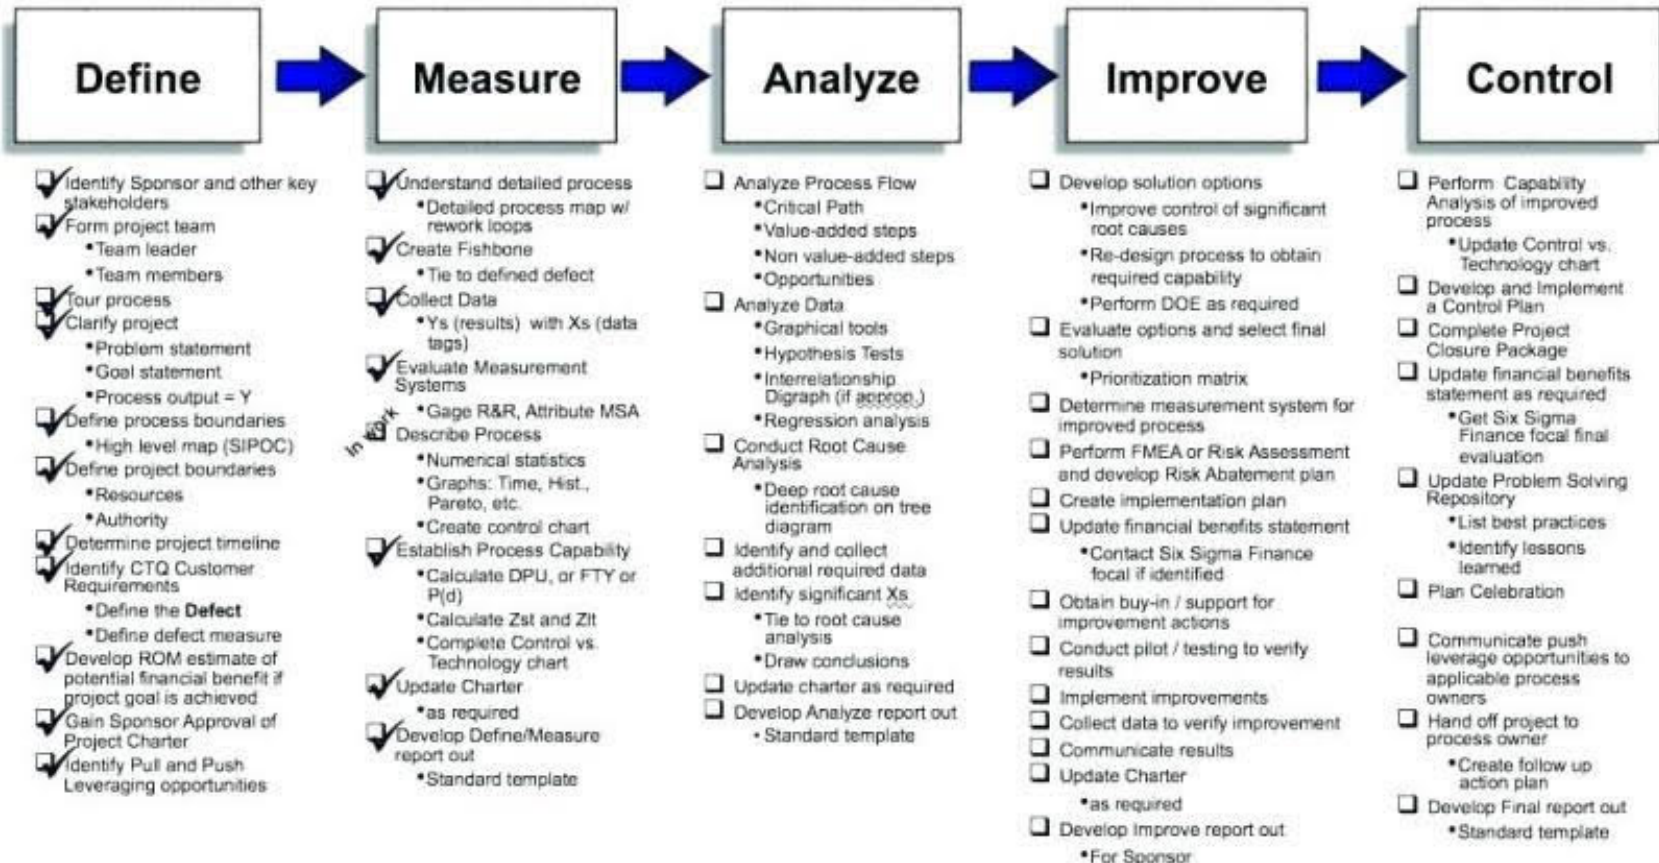 Define
Measure
Analyze
Improve
Control
Identify Sponsor and other key
stakeholders
Form project team
•Team leader
•Team members
Tour process
Clarify project
•Problem statement
•Goal statement
•Process output = Y
Define process boundaries
•High level map (SIPOC)
Define project boundaries
•Resources
•Authority
Determine project timeline
Identify CTQ Customer
Requirements
•Define the Defect
•Define defect measure
Develop ROM estimate of
potential financial benefit if
project goal is achieved
Gain Sponsor Approval of
Project Charter
Identify Pull and Push
Leveraging opportunities
Understand detailed process
•Detailed process map w/
rework loops
Create Fishbone
•Tie to defined defect
Collect Data
•Ys (results) with Xs (data
tags)
Evaluate Measurement
Systems
•Gage R&R, Attribute MSA
In Work
Describe Process
•Numerical statistics
•Graphs: Time, Hist.,
Pareto, etc.
•Create control chart
Establish Process Capability
•Calculate DPU, or FTY or
P(d)
•Calculate Zst and Zlt
•Complete Control vs.
Technology chart
Update Charter
•as required
Develop Define/Measure
report out
•Standard template
Analyze Process Flow
•Critical Path
•Value-added steps
•Non value-added steps
•Opportunities
Analyze Data
•Graphical tools
•Hypothesis Tests
•Interrelationship
Digraph (if approp.)
•Regression analysis
Conduct Root Cause
Analysis
•Deep root cause
identification on tree
diagram
Identify and collect
additional required data
Identify significant Xs
•Tie to root cause
analysis
•Draw conclusions
Update charter as required
Develop Analyze report out
•Standard template
Develop solution options
•Improve control of significant
root causes
•Re-design process to obtain
required capability
•Perform DOE as required
Evaluate options and select final
solution
•Prioritization matrix
Determine measurement system for
improved process
Perform FMEA or Risk Assessment
and develop Risk Abatement plan
Create implementation plan
Update financial benefits statement
•Contact Six Sigma Finance
focal if identified
Obtain buy-in / support for
improvement actions
Conduct pilot / testing to verify
results
Implement improvements
Collect data to verify improvement
Communicate results
Update Charter
•as required
Develop Improve report out
•For Sponsor
Perform Capability
Analysis of improved
process
•Update Control vs.
Technology chart
Develop and Implement
a Control Plan
Complete Project
Closure Package
Update financial benefits
statement as required
•Get Six Sigma
Finance focal final
evaluation
Update Problem Solving
Repository
•List best practices
•Identify lessons
learned
Plan Celebration
Communicate push
leverage opportunities to
applicable process
owners
Hand off project to
process owner
•Create follow up
action plan
Develop Final report out
•Standard template